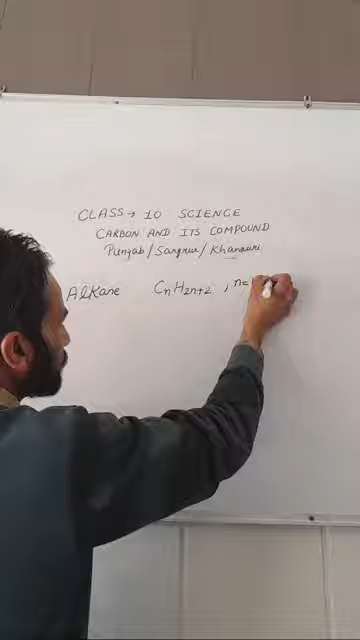 CLASS → 10 SCIENCE
CARBON AND ITS COMPOUND
Punjab/Sangrur/Khanauri
Alkane CnH2n+2 , n=